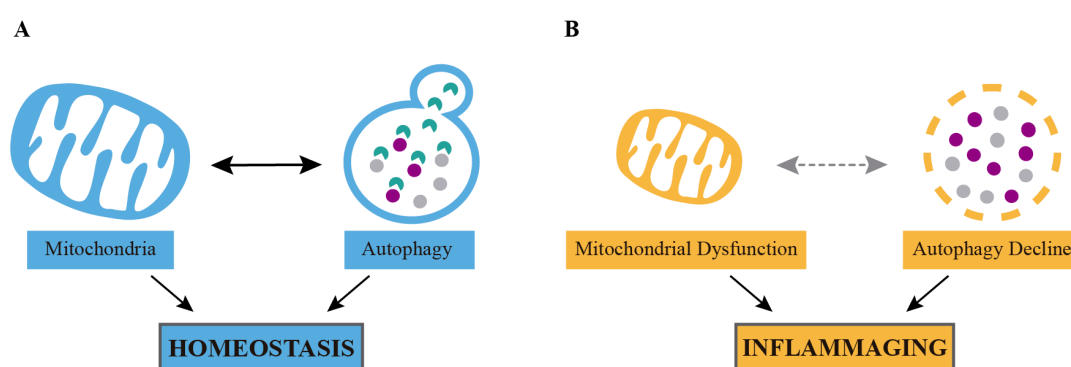 A
B
Mitochondria
Autophagy
Mitochondrial Dysfunction
Autophagy Decline
HOMEOSTASIS
INFLAMMAGING